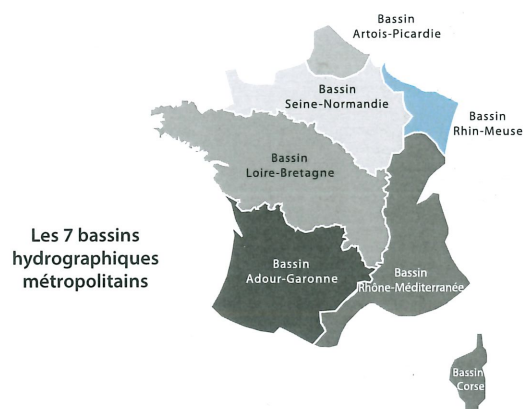 Bassin
Artois-Picardie
Bassin
Seine-Normandie
Bassin
Rhin-Meuse
Bassin
Loire-Bretagne
Les 7 bassins
hydrographiques
métropolitains
Bassin
Adour-Garonne
Bassin
Rhône-Méditerranée
Bassin
Corse